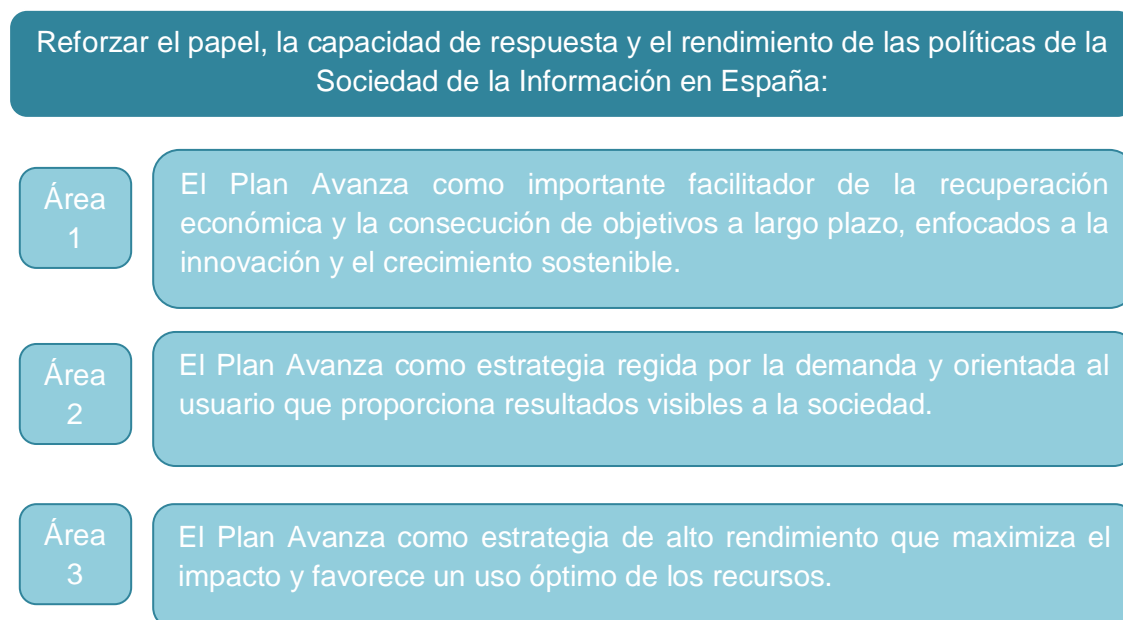 Reforzar el papel, la capacidad de respuesta y el rendimiento de las políticas de la
Sociedad de la Información en España:
Área
1
El Plan Avanza como importante facilitador de la recuperación
económica y la consecución de objetivos a largo plazo, enfocados a la
innovación y el crecimiento sostenible.
Área
2
El Plan Avanza como estrategia regida por la demanda y orientada al
usuario que proporciona resultados visibles a la sociedad.
Área
3
El Plan Avanza como estrategia de alto rendimiento que maximiza el
impacto y favorece un uso óptimo de los recursos.